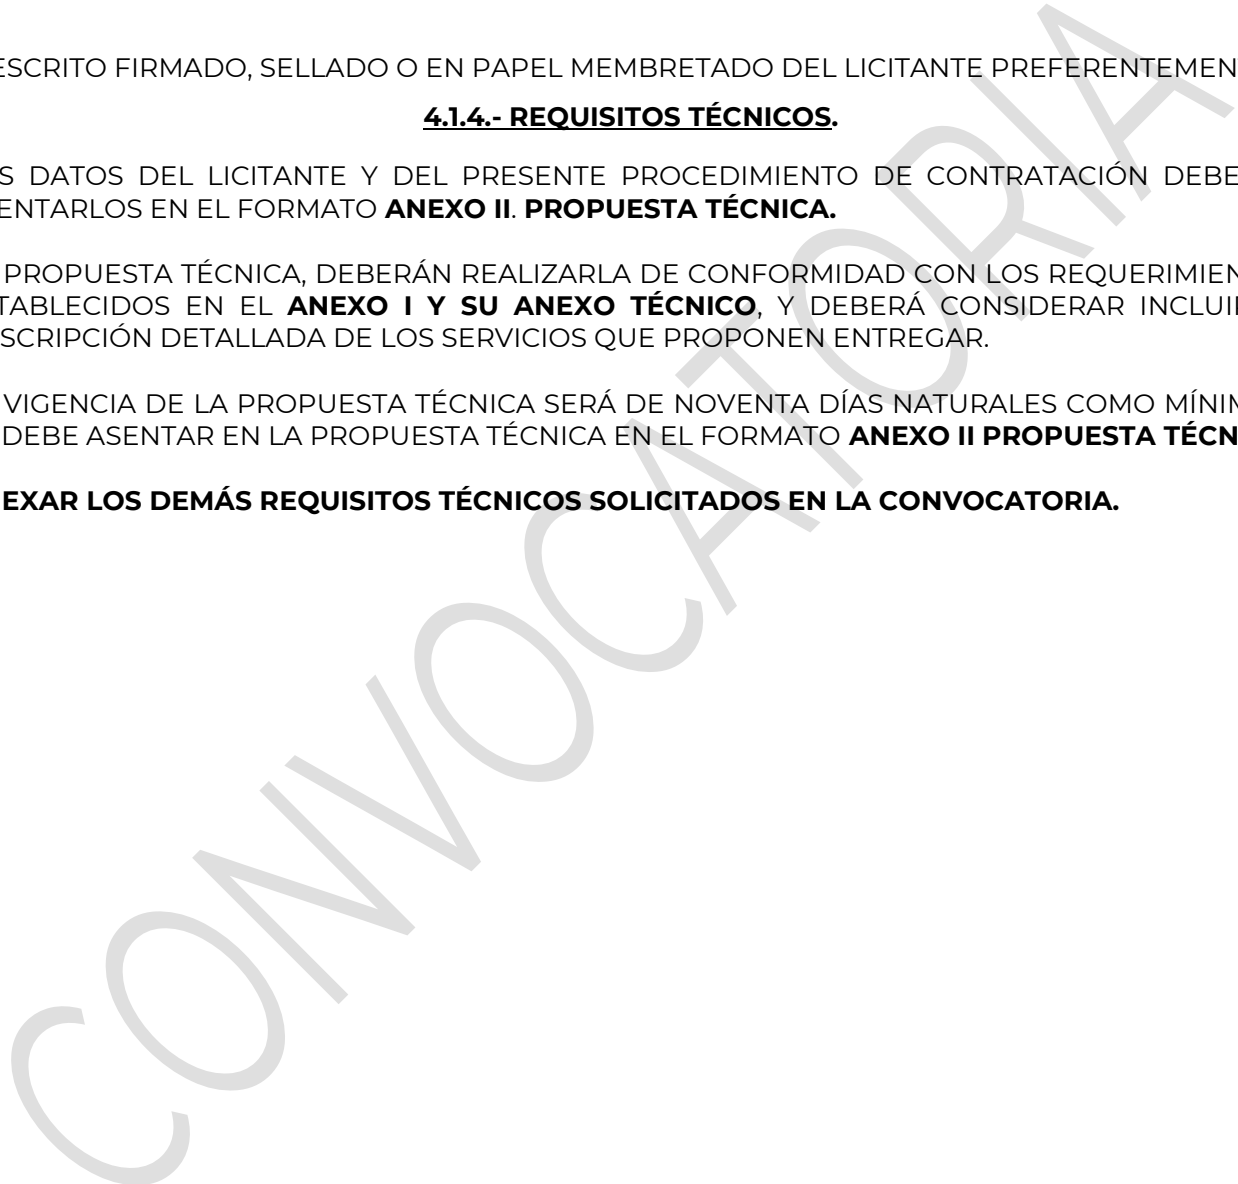 ESCRITO FIRMADO, SELLADO O EN PAPEL MEMBRETADO DEL LICITANTE PREFERENTEMEN
4.1.4.- REQUISITOS TÉCNICOS.
S DATOS DEL LICITANTE Y DEL PRESENTE PROCEDIMIENTO DE CONTRATACIÓN DEBE
ENTARLOS EN EL FORMATO ANEXO II. PROPUESTA TÉCNICA.
PROPUESTA TÉCNICA, DEBERÁN REALIZARLA DE CONFORMIDAD CON LOS REQUERIMIEN
TABLECIDOS EN EL ANEXO I Y SU ANEXO TÉCNICO, Y DEBERÁ CONSIDERAR INCLUI
SCRIPCIÓN DETALLADA DE LOS SERVICIOS QUE PROPONEN ENTREGAR.
VIGENCIA DE LA PROPUESTA TÉCNICA SERÁ DE NOVENTA DÍAS NATURALES COMO MÍNIM
DEBE ASENTAR EN LA PROPUESTA TÉCNICA EN EL FORMATO ANEXO II PROPUESTA TÉCN
EXAR LOS DEMÁS REQUISITOS TÉCNICOS SOLICITADOS EN LA CONVOCATORIA.
CONVOCATORIA